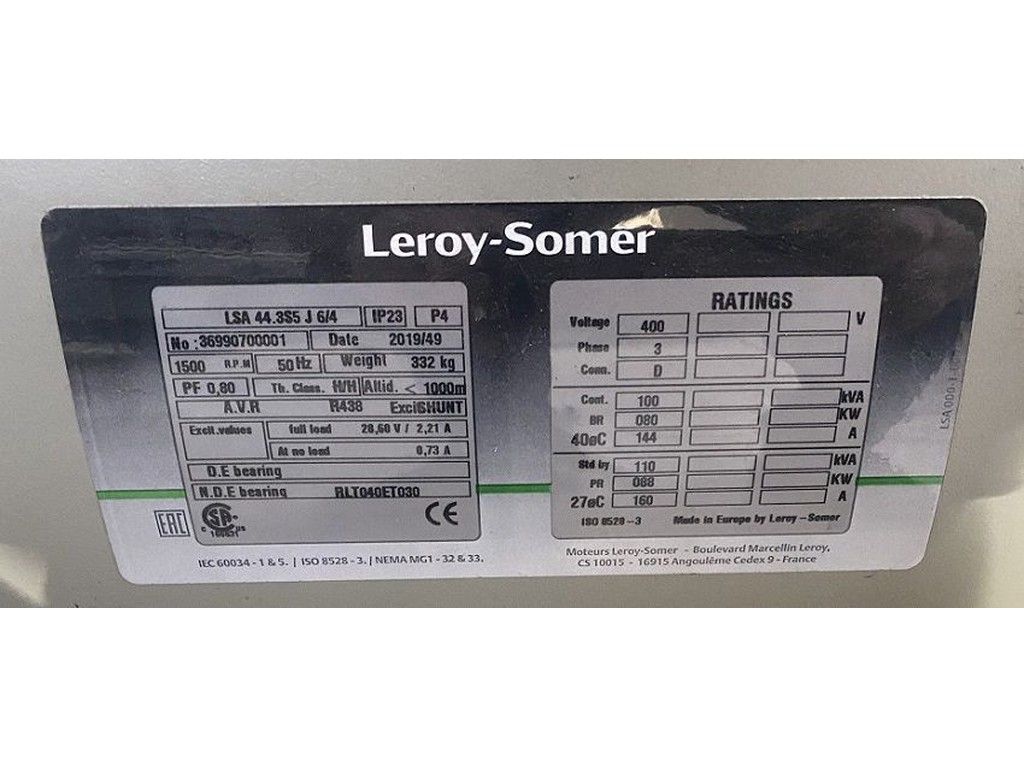 Leroy-Somer
LSA 44.3S5 J 6/4 IP23 P4
No :36990700001 Date 2019/49
1500 R.P.M 50 Hz Weight 332 kg
PF 0,80 Th. Class. H/H Altid. < 1000m
A.V.R R438 Excit SHUNT
Excit.values full load 28,60 V / 2,21 A
At no load 0,73 A
D.E bearing
N.D.E bearing RLT040ET030
EAC
CSA
c us
CE
IEC 60034 - 1 & 5. / ISO 8528 - 3. / NEMA MG1 - 32 & 33.
RATINGS
Voltage 400 V
Phase 3
Conn. D
Cont. 100 kVA
BR 080 KW
40øC 144 A
Std by 110 kVA
PR 088 KW
27øC 160 A
ISO 8528-3 Made in Europe by Leroy-Somer
Moteurs Leroy-Somer - Boulevard Marcellin Leroy,
CS 10015 - 16915 Angoulême Cedex 9 - France